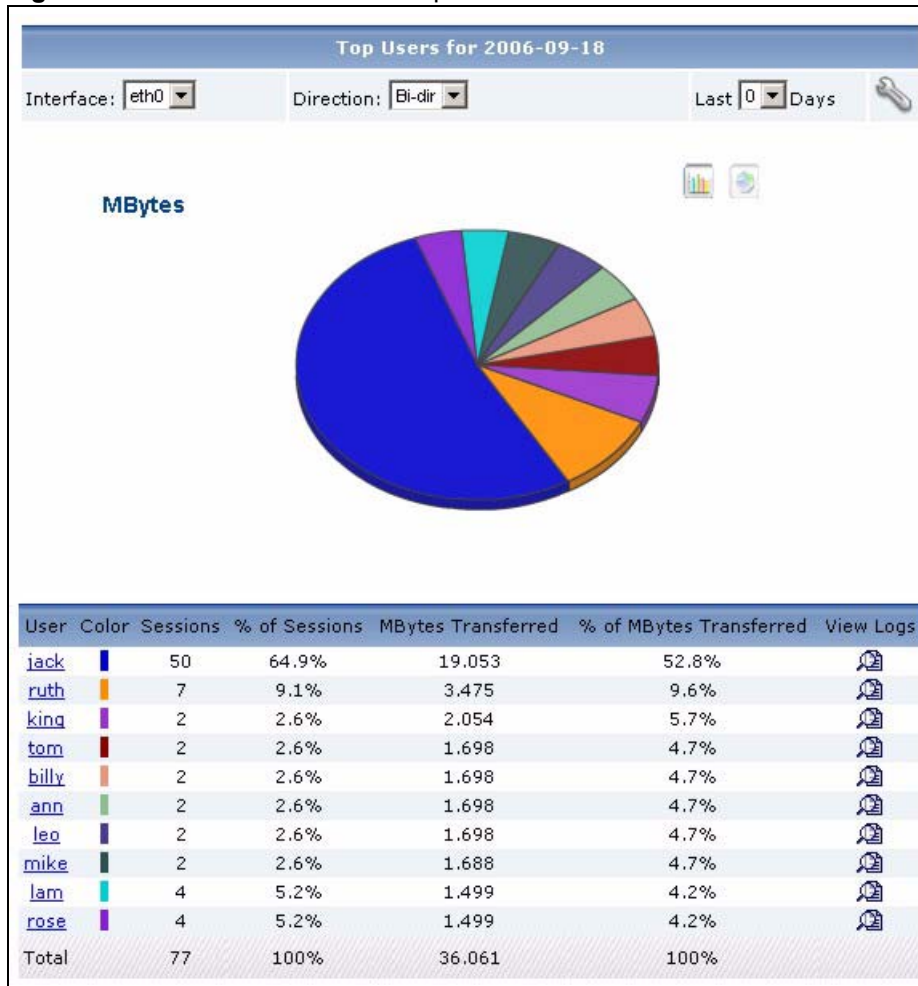 Top Users for 2006-09-18
Interface: eth0 Direction: Bi-dir Last 0 Days
MBytes
User Color Sessions % of Sessions MBytes Transferred % of MBytes Transferred View Logs
jack 50 64.9% 19.053 52.8%
ruth 7 9.1% 3.475 9.6%
king 2 2.6% 2.054 5.7%
tom 2 2.6% 1.698 4.7%
billy 2 2.6% 1.698 4.7%
ann 2 2.6% 1.698 4.7%
leo 2 2.6% 1.698 4.7%
mike 2 2.6% 1.688 4.7%
lam 4 5.2% 1.499 4.2%
rose 4 5.2% 1.499 4.2%
Total 77 100% 36.061 100%